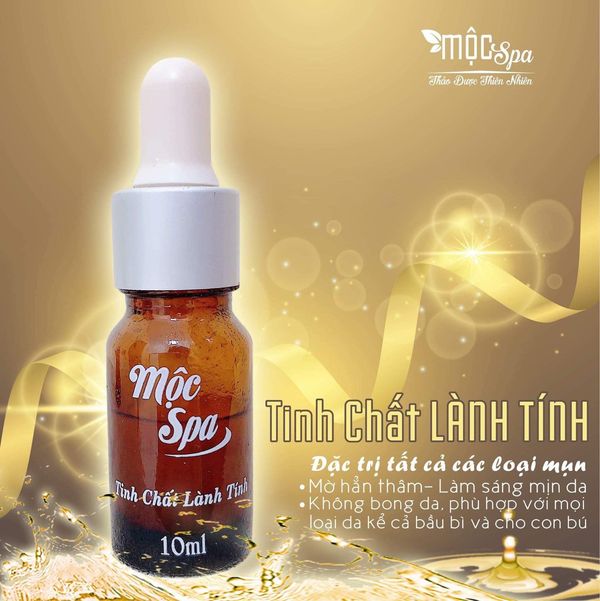 MỘC Spa
Thảo Dược Thiên Nhiên
Mộc
Spa
Tinh Chất Lành Tính
10ml
Tinh Chất LÀNH TÍNH
Đặc trị tất cả các loại mụn
•Mờ hẳn thâm- Làm sáng mịn da
•Không bong da, phù hợp với mọi
loại da kể cả bầu bì và cho con bú